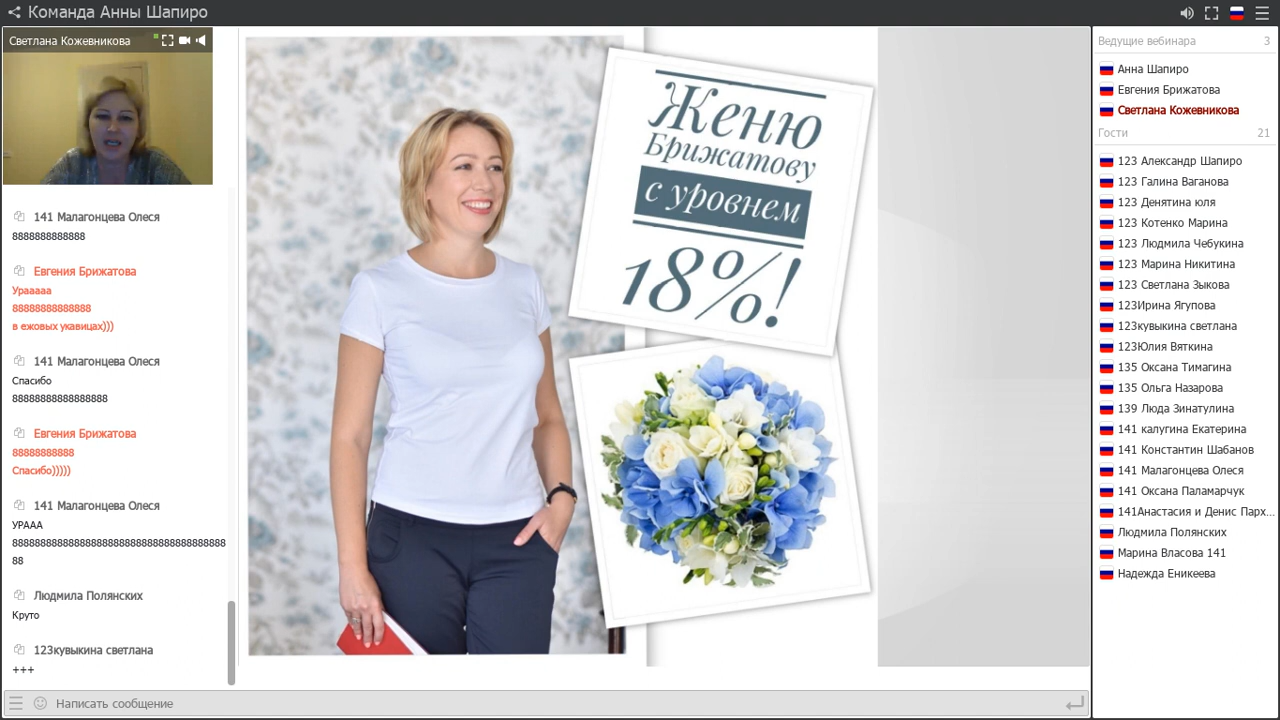 Команда Анны Шапиро
Светлана Кожевникова
141 Малагонцева Олеся
8888888888888
Евгения Брижатова
Урааааа
88888888888888
в ежовых укавицах)))
141 Малагонцева Олеся
Спасибо
88888888888888888
Евгения Брижатова
88888888888
Спасибо)))))
141 Малагонцева Олеся
УРААА
88888888888888888888888888888888888888
88
Людмила Полянских
Круто
123кувыкина светлана
+++
Написать сообщение
Женю
Брижатову
с уровнем
18%!
Ведущие вебинара 3
Анна Шапиро
Евгения Брижатова
Светлана Кожевникова
Гости 21
123 Александр Шапиро
123 Галина Ваганова
123 Денятина юля
123 Котенко Марина
123 Людмила Чебукина
123 Марина Никитина
123 Светлана Зыкова
123Ирина Ягупова
123кувыкина светлана
123Юлия Вяткина
135 Оксана Тимагина
135 Ольга Назарова
139 Люда Зинатулина
141 калугина Екатерина
141 Константин Шабанов
141 Малагонцева Олеся
141 Оксана Паламарчук
141Анастасия и Денис Парх...
Людмила Полянских
Марина Власова 141
Надежда Еникеева